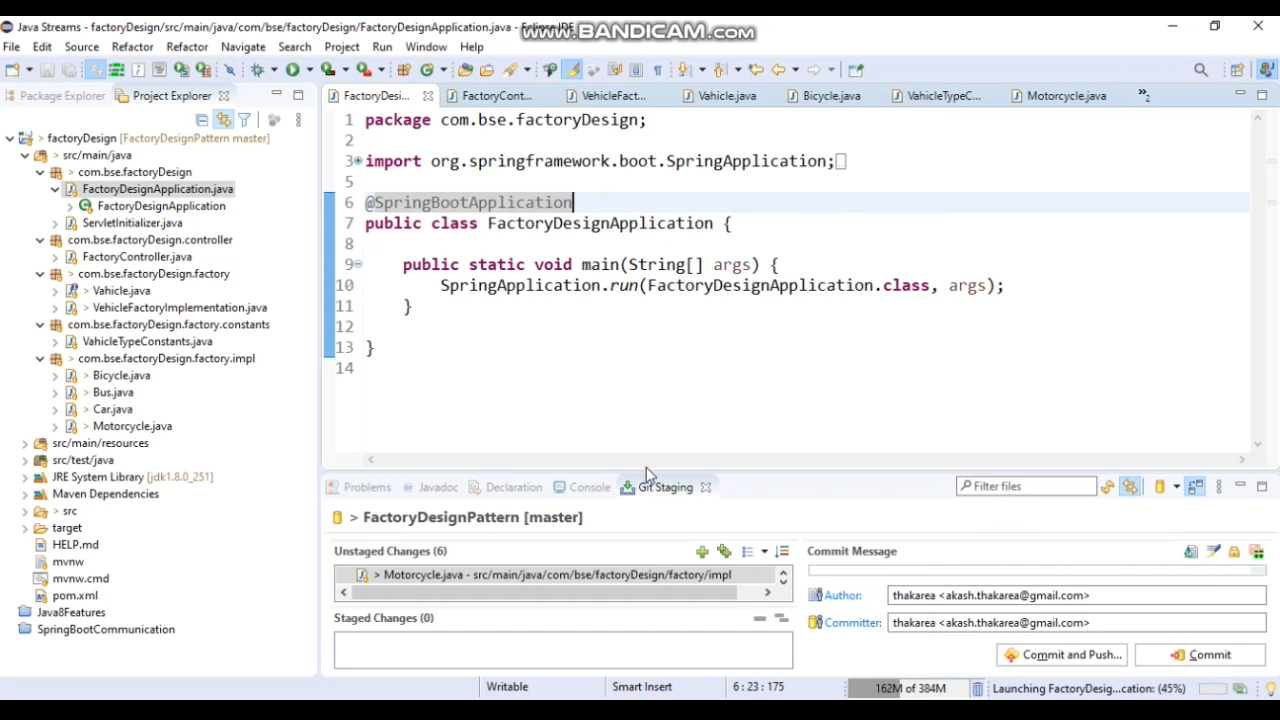 Java Streams - factoryDesign/src/main/java/com/bse/factoryDesign/FactoryDesignApplication.java - Eclipse IDE
www.BANDICAM.com
File Edit Source Refactor Refactor Navigate Search Project Run Window Help
Package Explorer Project Explorer
FactoryDesi... FactoryCont... VehicleFact... Vehicle.java Bicycle.java VehicleTypeC... Motorcycle.java »2
> factoryDesign [FactoryDesignPattern master]
> src/main/java
> com.bse.factoryDesign
FactoryDesignApplication.java
FactoryDesignApplication
ServletInitializer.java
com.bse.factoryDesign.controller
FactoryController.java
> com.bse.factoryDesign.factory
> Vehicle.java
> VehicleFactoryImplementation.java
com.bse.factoryDesign.factory.constants
VehicleTypeConstants.java
> com.bse.factoryDesign.factory.impl
> Bicycle.java
> Bus.java
> Car.java
> Motorcycle.java
src/main/resources
src/test/java
JRE System Library [jdk1.8.0_251]
Maven Dependencies
> src
target
HELP.md
mvnw
mvnw.cmd
pom.xml
Java8Features
SpringBootCommunication
1 package com.bse.factoryDesign;
2
3 import org.springframework.boot.SpringApplication;
5
6 @SpringBootApplication
7 public class FactoryDesignApplication {
8
9 public static void main(String[] args) {
10 SpringApplication.run(FactoryDesignApplication.class, args);
11 }
12
13 }
14
Problems Javadoc Declaration Console Git Staging Filter files
> FactoryDesignPattern [master]
Unstaged Changes (6)
> Motorcycle.java - src/main/java/com/bse/factoryDesign/factory/impl
Staged Changes (0)
Commit Message
Author: thakarea <akash.thakarea@gmail.com>
Committer: thakarea <akash.thakarea@gmail.com>
Commit and Push... Commit
Writable Smart Insert 6 : 23 : 175 162M of 384M Launching FactoryDesig...cation: (45%)